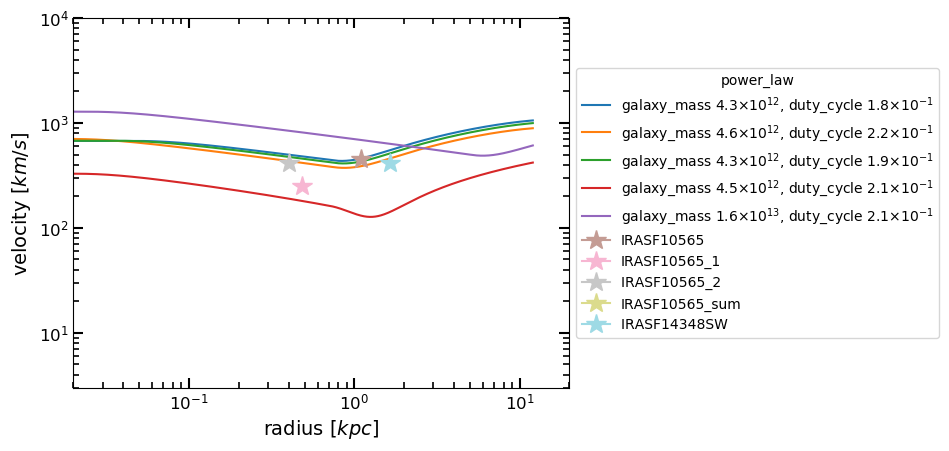 10^4
10^3
10^2
10^1
velocity [km/s]
10^-1
10^0
10^1
radius [kpc]
power_law
galaxy_mass 4.3×10^12, duty_cycle 1.8×10^-1
galaxy_mass 4.6×10^12, duty_cycle 2.2×10^-1
galaxy_mass 4.3×10^12, duty_cycle 1.9×10^-1
galaxy_mass 4.5×10^12, duty_cycle 2.1×10^-1
galaxy_mass 1.6×10^13, duty_cycle 2.1×10^-1
IRASF10565
IRASF10565_1
IRASF10565_2
IRASF10565_sum
IRASF14348SW